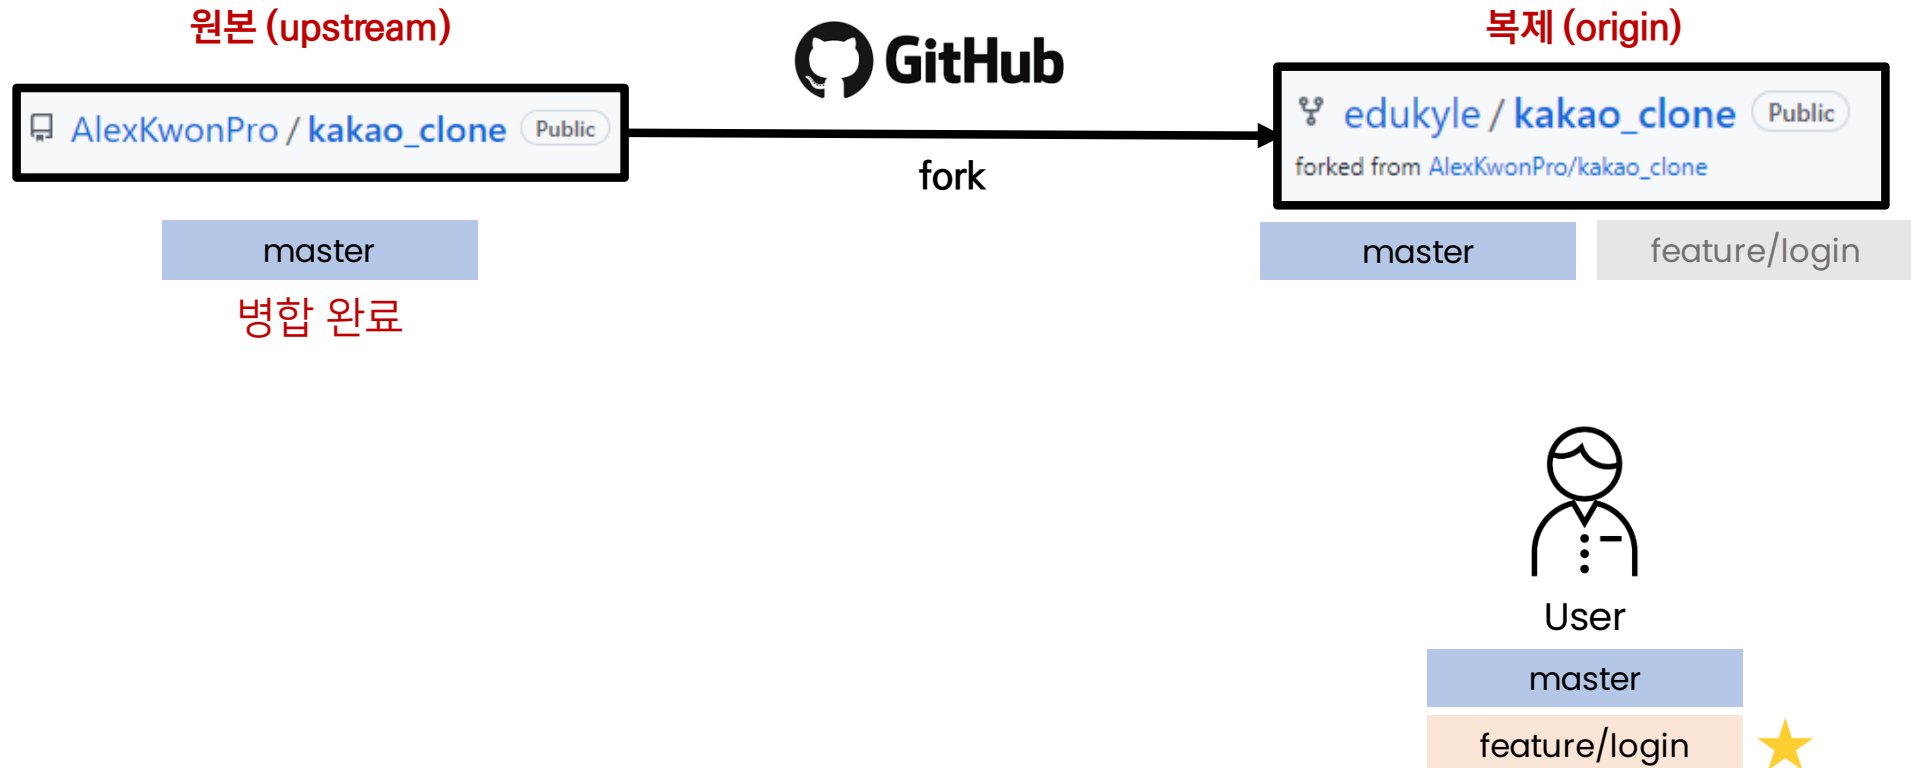 원본 (upstream)
GitHub
복제 (origin)
AlexKwonPro / kakao_clone Public
edukyle / kakao_clone Public
forked from AlexKwonPro/kakao_clone
fork
master
master
feature/login
병합 완료
User
master
feature/login